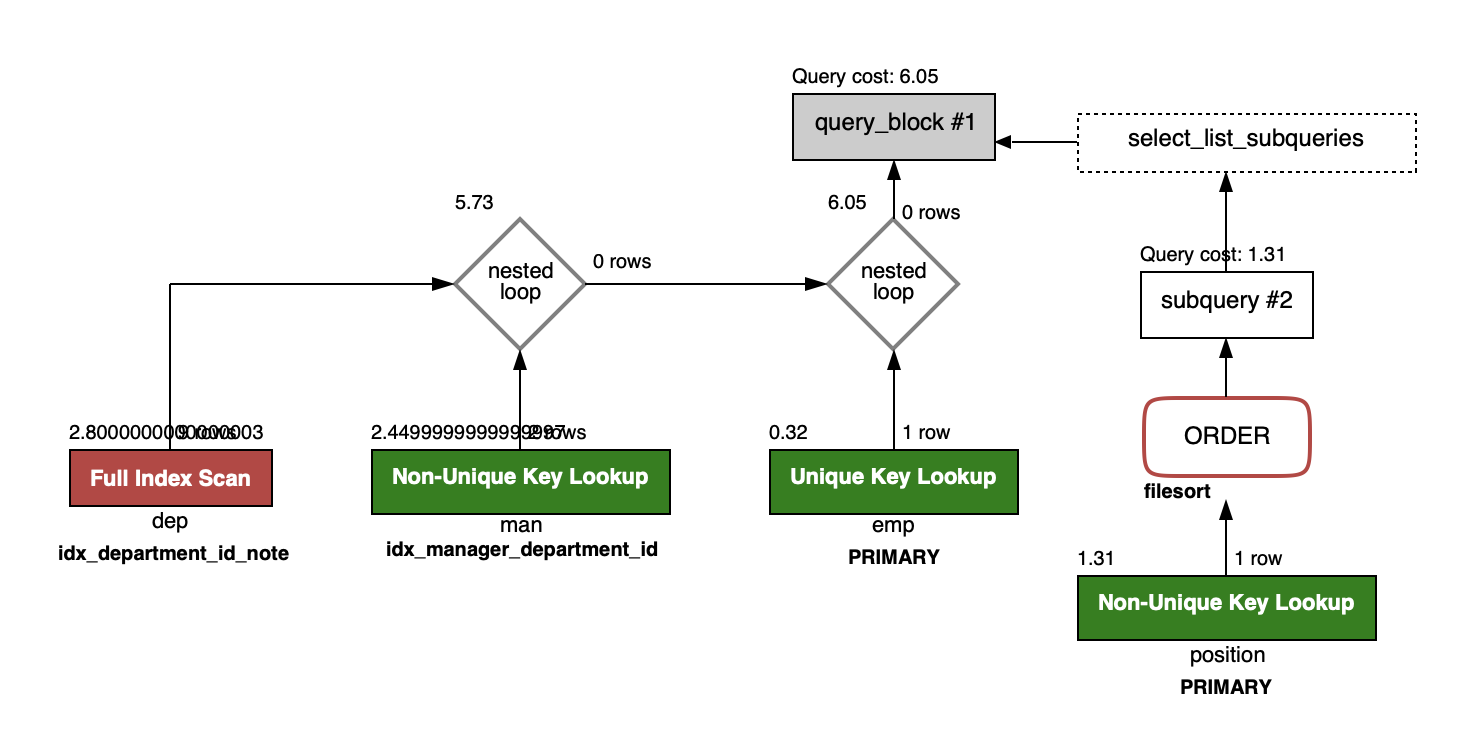 Query cost: 6.05
query_block #1
select_list_subqueries
5.73
6.05
0 rows
nested
loop
0 rows
nested
loop
Query cost: 1.31
subquery #2
ORDER
filesort
2.8000000000000003
9 rows
Full Index Scan
dep
idx_department_id_note
2.4499999999999997
2 rows
Non-Unique Key Lookup
man
idx_manager_department_id
0.32
1 row
Unique Key Lookup
emp
PRIMARY
1.31
1 row
Non-Unique Key Lookup
position
PRIMARY